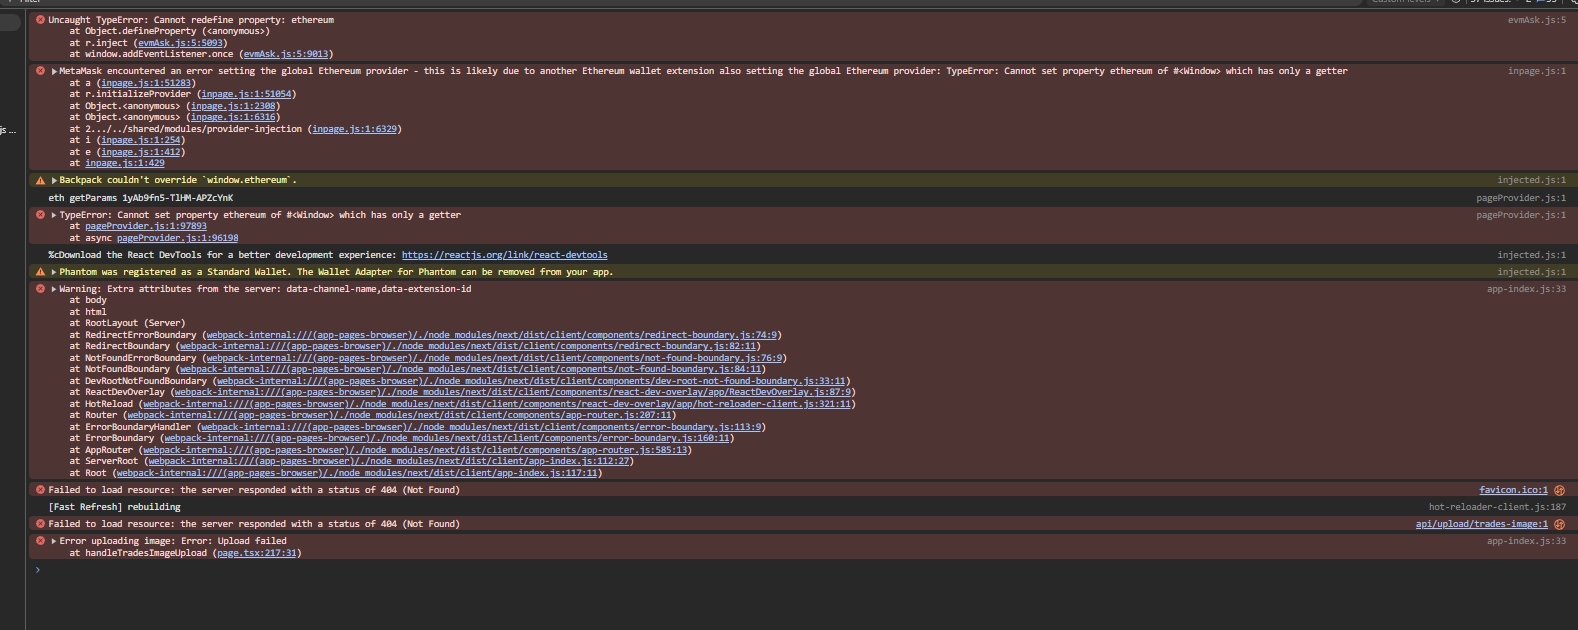 Uncaught TypeError: Cannot redefine property: ethereum evmAsk.js:5
at Object.defineProperty (<anonymous>)
at r.inject (evmAsk.js:5:5093)
at window.addEventListener.once (evmAsk.js:5:9013)
▶MetaMask encountered an error setting the global Ethereum provider - this is likely due to another Ethereum wallet extension also setting the global Ethereum provider: TypeError: Cannot set property ethereum of #<Window> which has only a getter inpage.js:1
at a (inpage.js:1:51283)
at r.initializeProvider (inpage.js:1:51054)
at Object.<anonymous> (inpage.js:1:2308)
at Object.<anonymous> (inpage.js:1:6316)
at 2.../../shared/modules/provider-injection (inpage.js:1:6329)
js ...
at i (inpage.js:1:254)
at e (inpage.js:1:412)
at inpage.js:1:429
▶Backpack couldn't override `window.ethereum`. injected.js:1
eth getParams 1yAb9fn5-TlHM-APZcYnK pageProvider.js:1
▶TypeError: Cannot set property ethereum of #<Window> which has only a getter pageProvider.js:1
at pageProvider.js:1:97893
at async pageProvider.js:1:96198
%cDownload the React DevTools for a better development experience: https://reactjs.org/link/react-devtools injected.js:1
▶Phantom was registered as a Standard Wallet. The Wallet Adapter for Phantom can be removed from your app. injected.js:1
▶Warning: Extra attributes from the server: data-channel-name,data-extension-id app-index.js:33
at body
at html
at RootLayout (Server)
at RedirectErrorBoundary (webpack-internal:///(app-pages-browser)/./node_modules/next/dist/client/components/redirect-boundary.js:74:9)
at RedirectBoundary (webpack-internal:///(app-pages-browser)/./node_modules/next/dist/client/components/redirect-boundary.js:82:11)
at NotFoundErrorBoundary (webpack-internal:///(app-pages-browser)/./node_modules/next/dist/client/components/not-found-boundary.js:76:9)
at NotFoundBoundary (webpack-internal:///(app-pages-browser)/./node_modules/next/dist/client/components/not-found-boundary.js:84:11)
at DevRootNotFoundBoundary (webpack-internal:///(app-pages-browser)/./node_modules/next/dist/client/components/dev-root-not-found-boundary.js:33:11)
at ReactDevOverlay (webpack-internal:///(app-pages-browser)/./node_modules/next/dist/client/components/react-dev-overlay/app/ReactDevOverlay.js:87:9)
at HotReload (webpack-internal:///(app-pages-browser)/./node_modules/next/dist/client/components/react-dev-overlay/app/hot-reloader-client.js:321:11)
at Router (webpack-internal:///(app-pages-browser)/./node_modules/next/dist/client/components/app-router.js:207:11)
at ErrorBoundaryHandler (webpack-internal:///(app-pages-browser)/./node_modules/next/dist/client/components/error-boundary.js:113:9)
at ErrorBoundary (webpack-internal:///(app-pages-browser)/./node_modules/next/dist/client/components/error-boundary.js:160:11)
at AppRouter (webpack-internal:///(app-pages-browser)/./node_modules/next/dist/client/components/app-router.js:585:13)
at ServerRoot (webpack-internal:///(app-pages-browser)/./node_modules/next/dist/client/app-index.js:112:27)
at Root (webpack-internal:///(app-pages-browser)/./node_modules/next/dist/client/app-index.js:117:11)
Failed to load resource: the server responded with a status of 404 (Not Found) favicon.ico:1
[Fast Refresh] rebuilding hot-reloader-client.js:187
Failed to load resource: the server responded with a status of 404 (Not Found) api/upload/trades-image:1
▶Error uploading image: Error: Upload failed app-index.js:33
at handleTradesImageUpload (page.tsx:217:31)